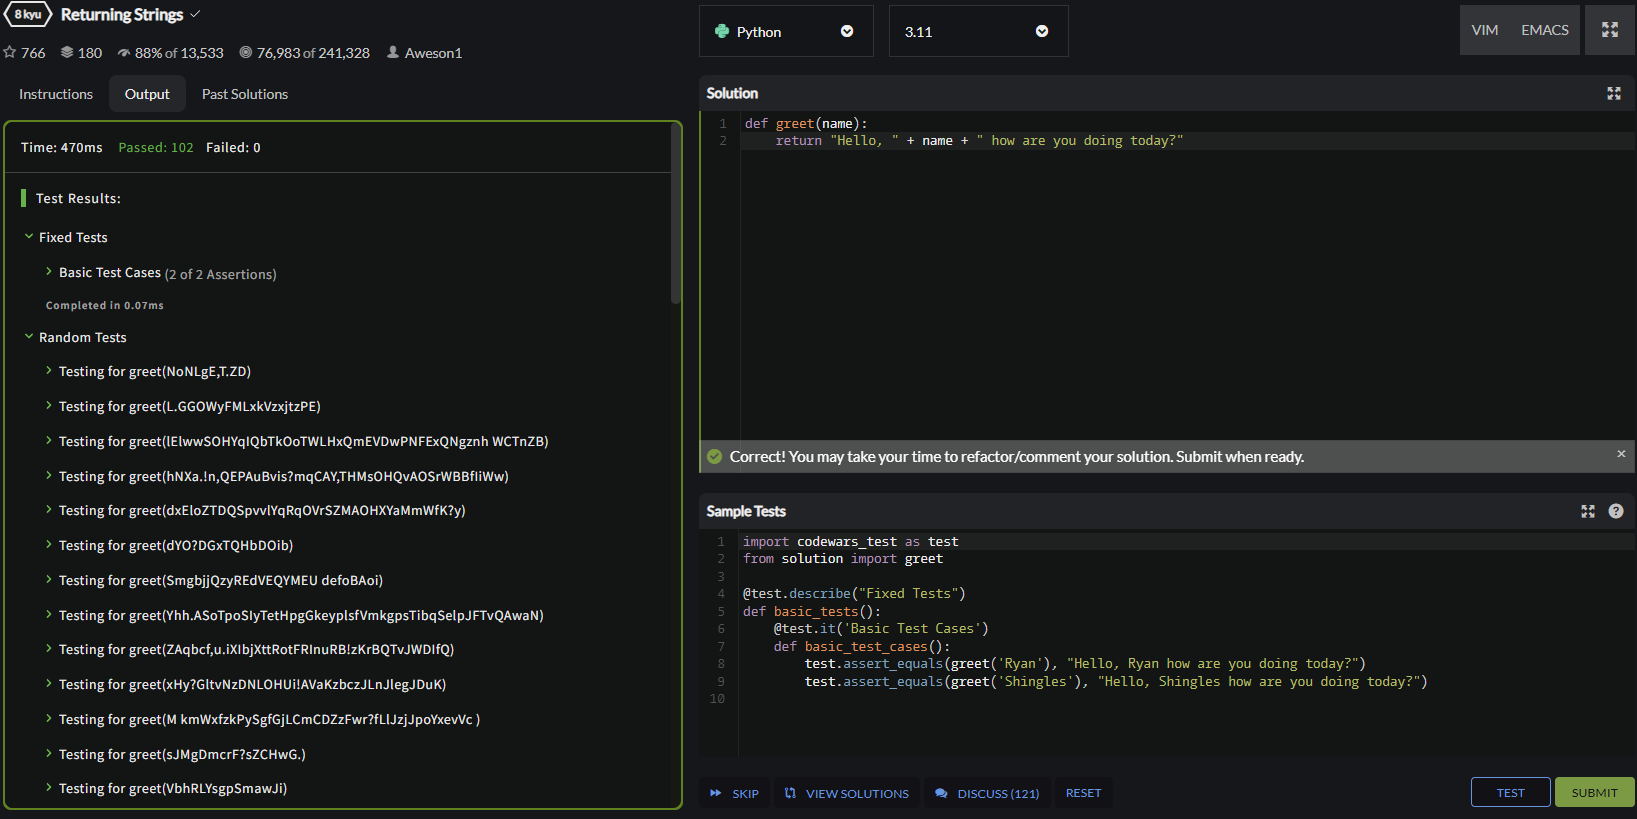 8 kyu Returning Strings
766 180 88% of 13,533 76,983 of 241,328 Aweson1
Instructions Output Past Solutions
Time: 470ms Passed: 102 Failed: 0
Test Results:
Fixed Tests
Basic Test Cases (2 of 2 Assertions)
Completed in 0.07ms
Random Tests
Testing for greet(NoNLgE,T.ZD)
Testing for greet(L.GGOWyFMLxkVzxjtzPE)
Testing for greet(lElwwSOHYqIQbTkOoTWLHxQmEVDwPNFExQNgznh WCTnZB)
Testing for greet(hNXa.!n,QEPAuBvis?mqCAY,THMsOHQvAOSrWBBfIiWw)
Testing for greet(dxEloZTDQSpvvlYqRqOVrSZMAOHXYaMmWfK?y)
Testing for greet(dYO?DGxTQHbDOib)
Testing for greet(SmgbjjQzyREdVEQYMEU defoBAoi)
Testing for greet(Yhh.ASoTpoSIyTetHpgGkeyplsfVmkgpsTibqSelpJFTvQAwaN)
Testing for greet(ZAqbcf,u.iXIbjXttRotFRInuRB!zKrBQTvJWDIfQ)
Testing for greet(xHy?GltvNzDNLOHUi!AVaKzbczJLnJlegJDuK)
Testing for greet(M kmWxfzkPySgfGjLCmCDZzFwr?fLlJzjJpoYxevVc )
Testing for greet(sJMgDmcrF?sZCHwG.)
Testing for greet(VbhRLYsgpSmawJi)
Python 3.11 VIM EMACS
Solution
1 def greet(name):
2 return "Hello, " + name + " how are you doing today?"
Correct! You may take your time to refactor/comment your solution. Submit when ready. ×
Sample Tests ?
1 import codewars_test as test
2 from solution import greet
3
4 @test.describe("Fixed Tests")
5 def basic_tests():
6 @test.it('Basic Test Cases')
7 def basic_test_cases():
8 test.assert_equals(greet('Ryan'), "Hello, Ryan how are you doing today?")
9 test.assert_equals(greet('Shingles'), "Hello, Shingles how are you doing today?")
10
SKIP VIEW SOLUTIONS DISCUSS (121) RESET TEST SUBMIT